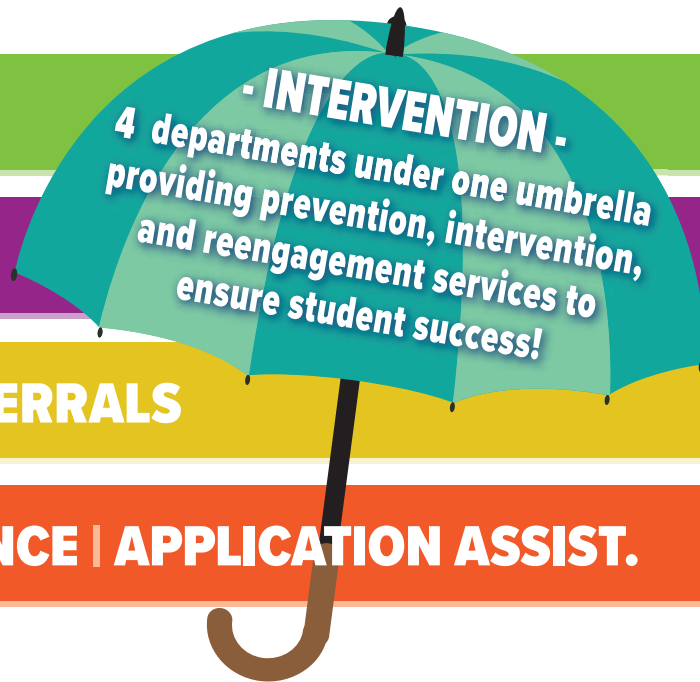 - INTERVENTION -
4 departments under one umbrella
providing prevention, intervention,
and reengagement services to
ensure student success!
ERRALS
NCE | APPLICATION ASSIST.